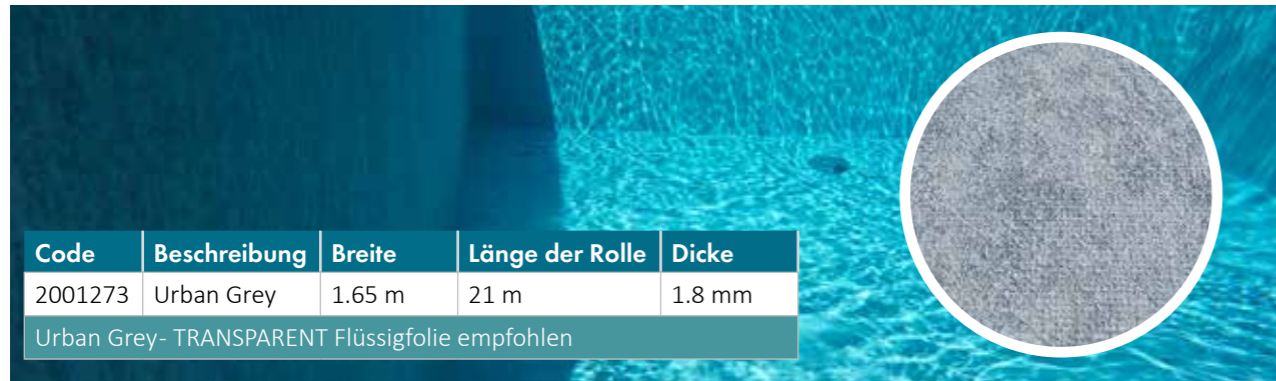 Code Beschreibung Breite Länge der Rolle Dicke
2001273 Urban Grey 1.65 m 21 m 1.8 mm
Urban Grey- TRANSPARENT Flüssigfolie empfohlen